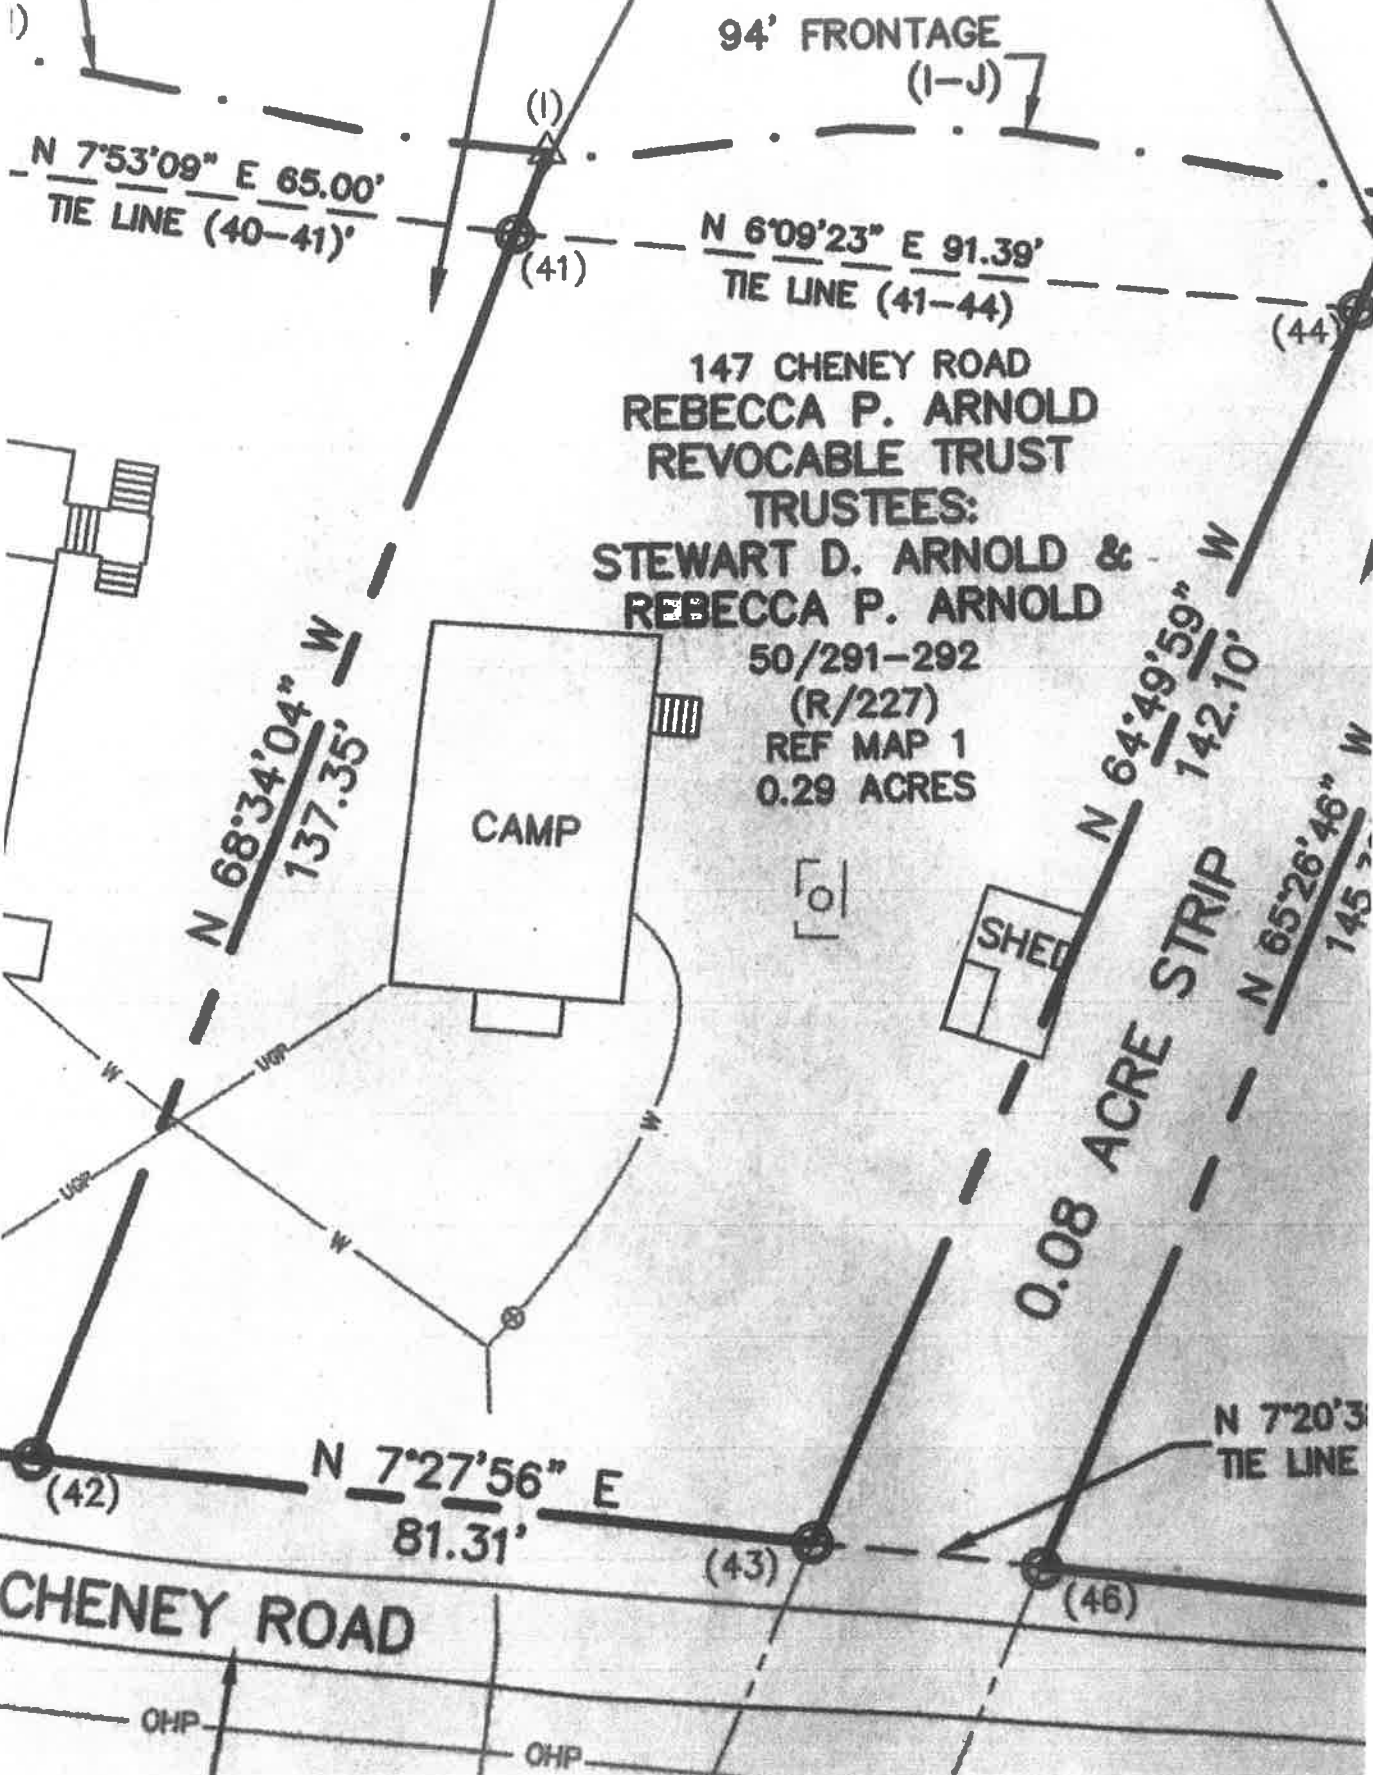 94' FRONTAGE
(I-J)
(I)
N 7°53'09" E 65.00'
TIE LINE (40-41)'
(41)
N 6°09'23" E 91.39'
TIE LINE (41-44)
(44)
147 CHENEY ROAD
REBECCA P. ARNOLD
REVOCABLE TRUST
TRUSTEES:
STEWART D. ARNOLD &
REBECCA P. ARNOLD
50/291-292
(R/227)
REF MAP 1
0.29 ACRES
N 68°34'04" W
137.35'
CAMP
N 64°49'59" W
142.10'
SHED
0.08 ACRE STRIP
N 65°26'46" W
145.
W
UGP
W
UGP
W
N 7°20'3
TIE LINE
(42)
N 7°27'56" E
81.31'
(43)
(46)
CHENEY ROAD
OHP
OHP